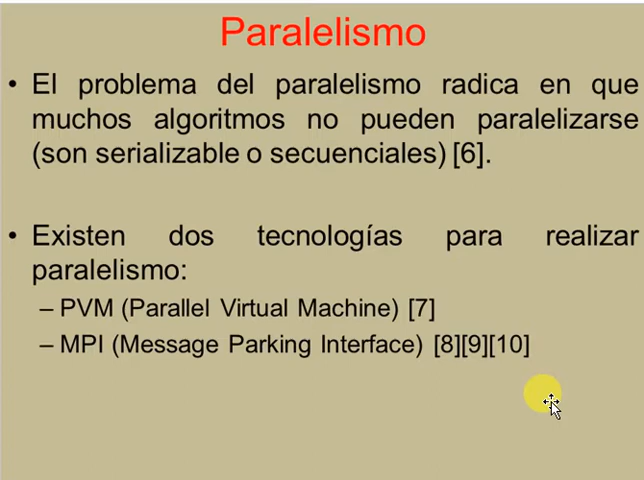 Paralelismo
• El problema del paralelismo radica en que
muchos algoritmos no pueden paralelizarse
(son serializable o secuenciales) [6].
• Existen dos tecnologías para realizar
paralelismo:
– PVM (Parallel Virtual Machine) [7]
– MPI (Message Parking Interface) [8][9][10]